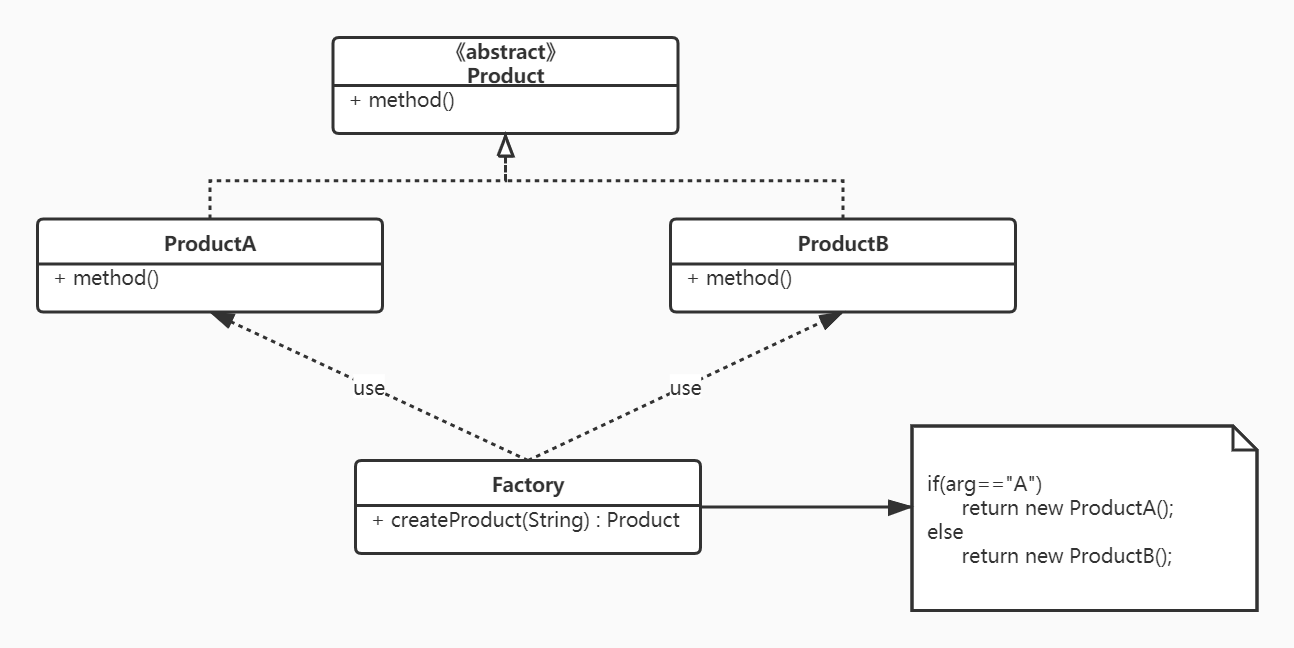 《abstract》
Product
+ method()
ProductA
+ method()
ProductB
+ method()
use
use
Factory
+ createProduct(String) : Product
if(arg=="A")
return new ProductA();
else
return new ProductB();